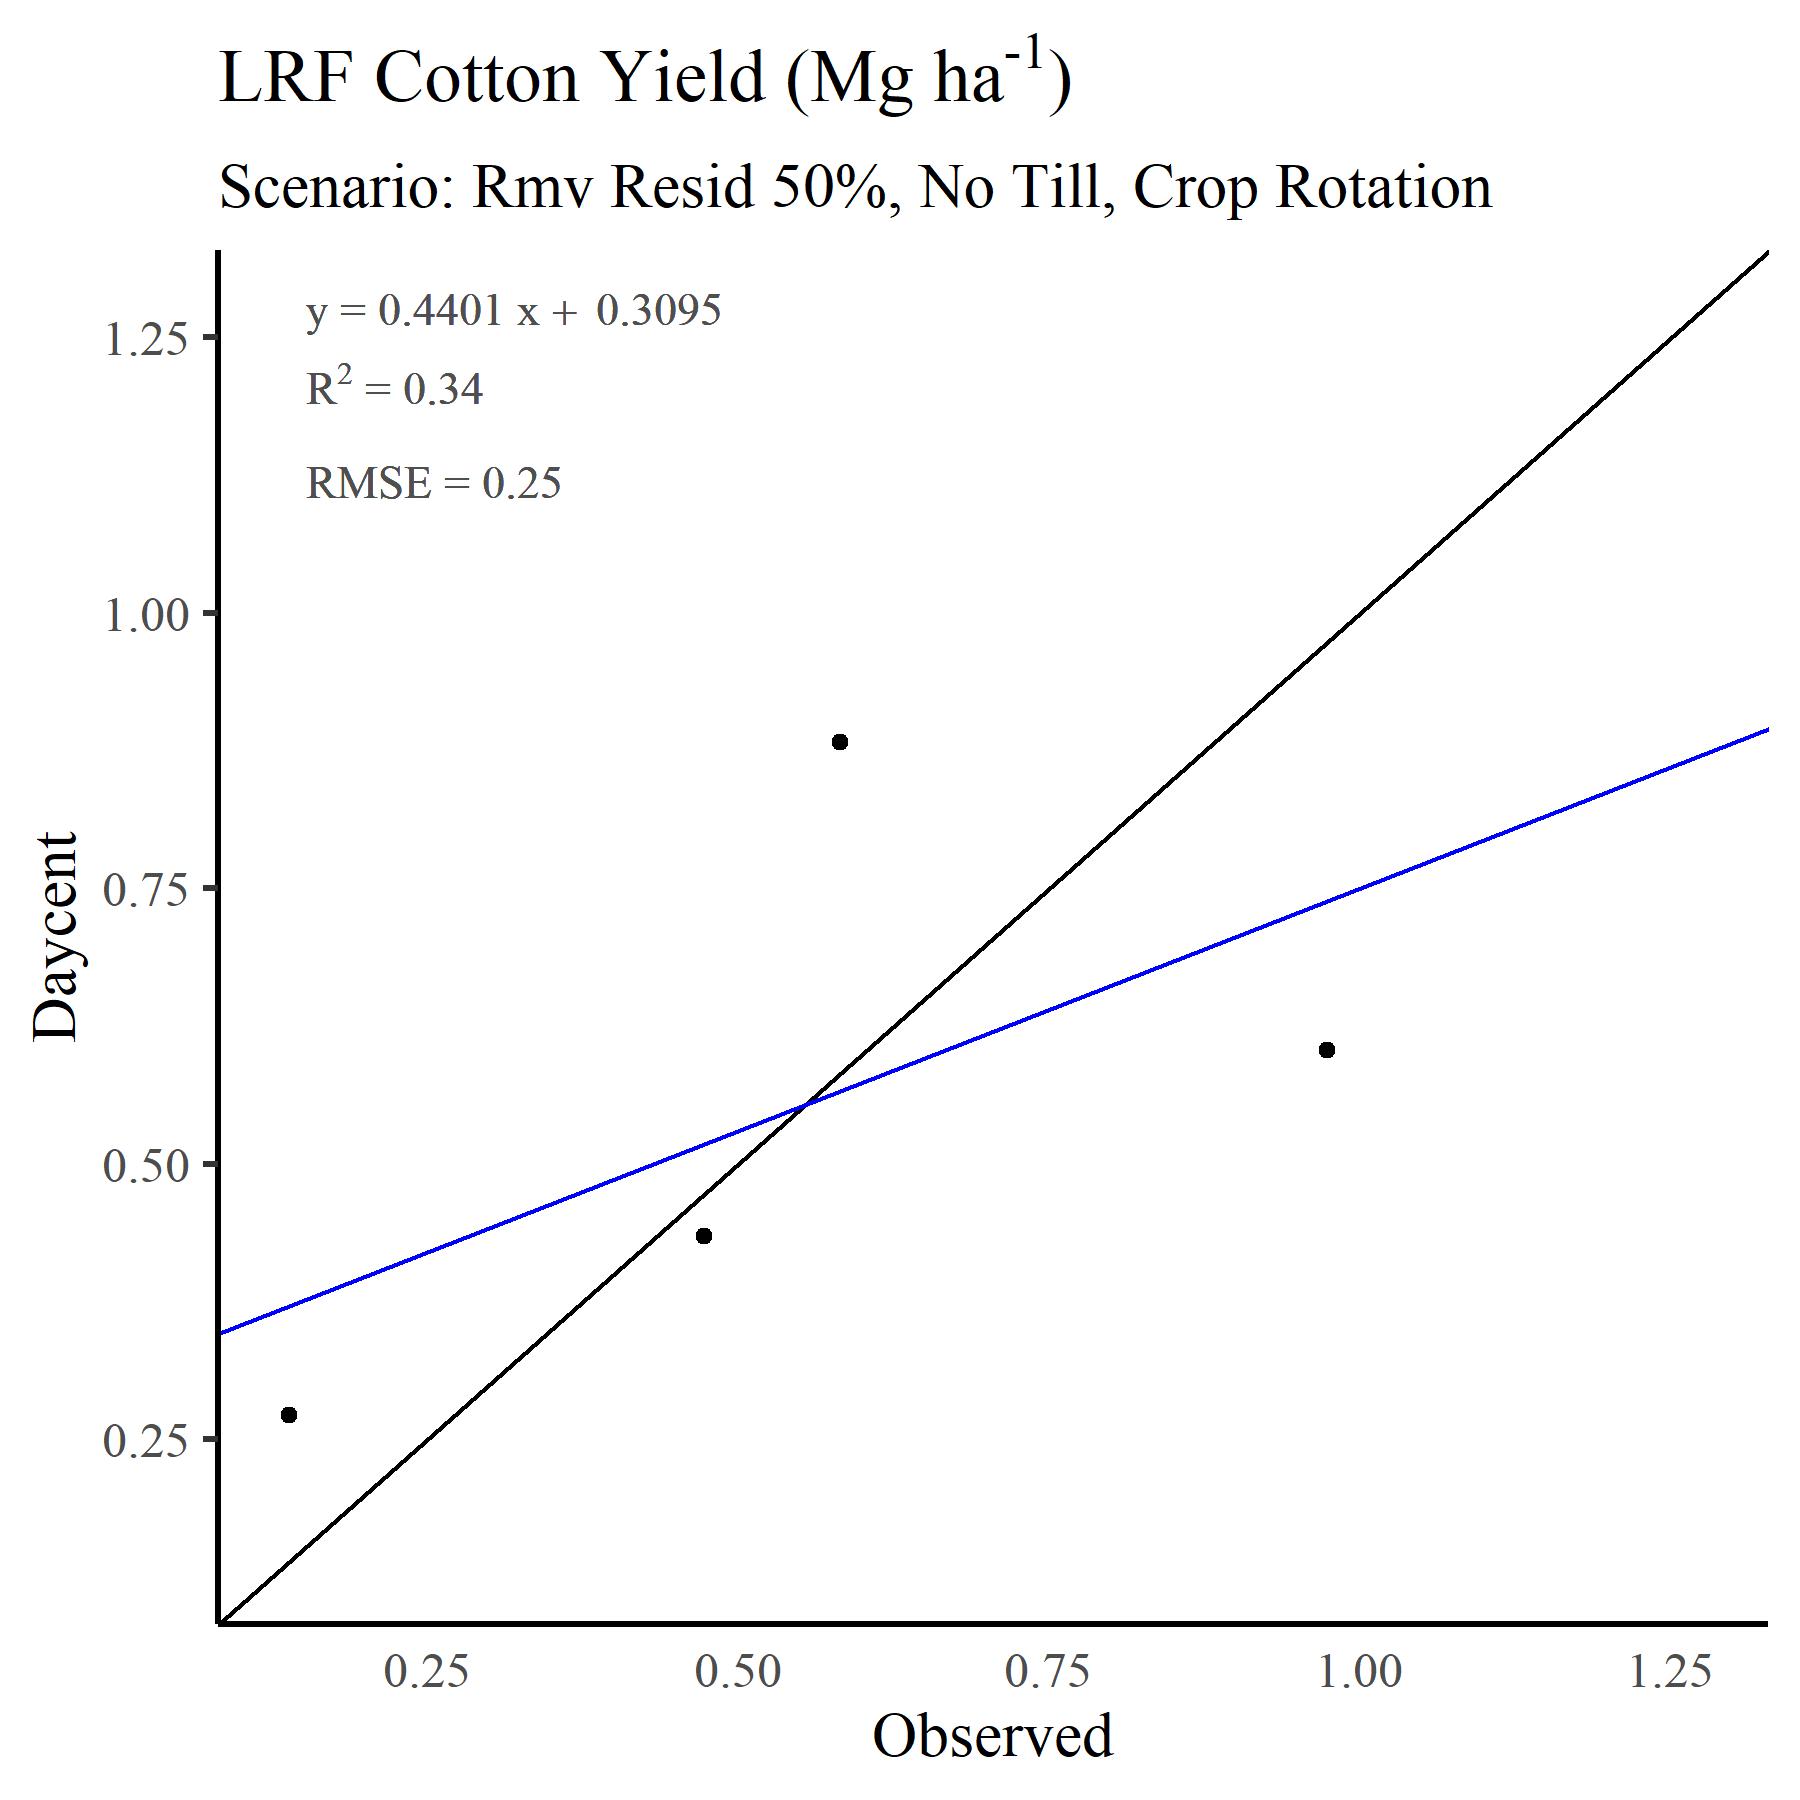 LRF Cotton Yield (Mg ha⁻¹)
Scenario: Rmv Resid 50%, No Till, Crop Rotation
y = 0.4401 x + 0.3095
R² = 0.34
RMSE = 0.25
1.25
1.00
0.75
0.50
0.25
Daycent
0.25 0.50 0.75 1.00 1.25
Observed